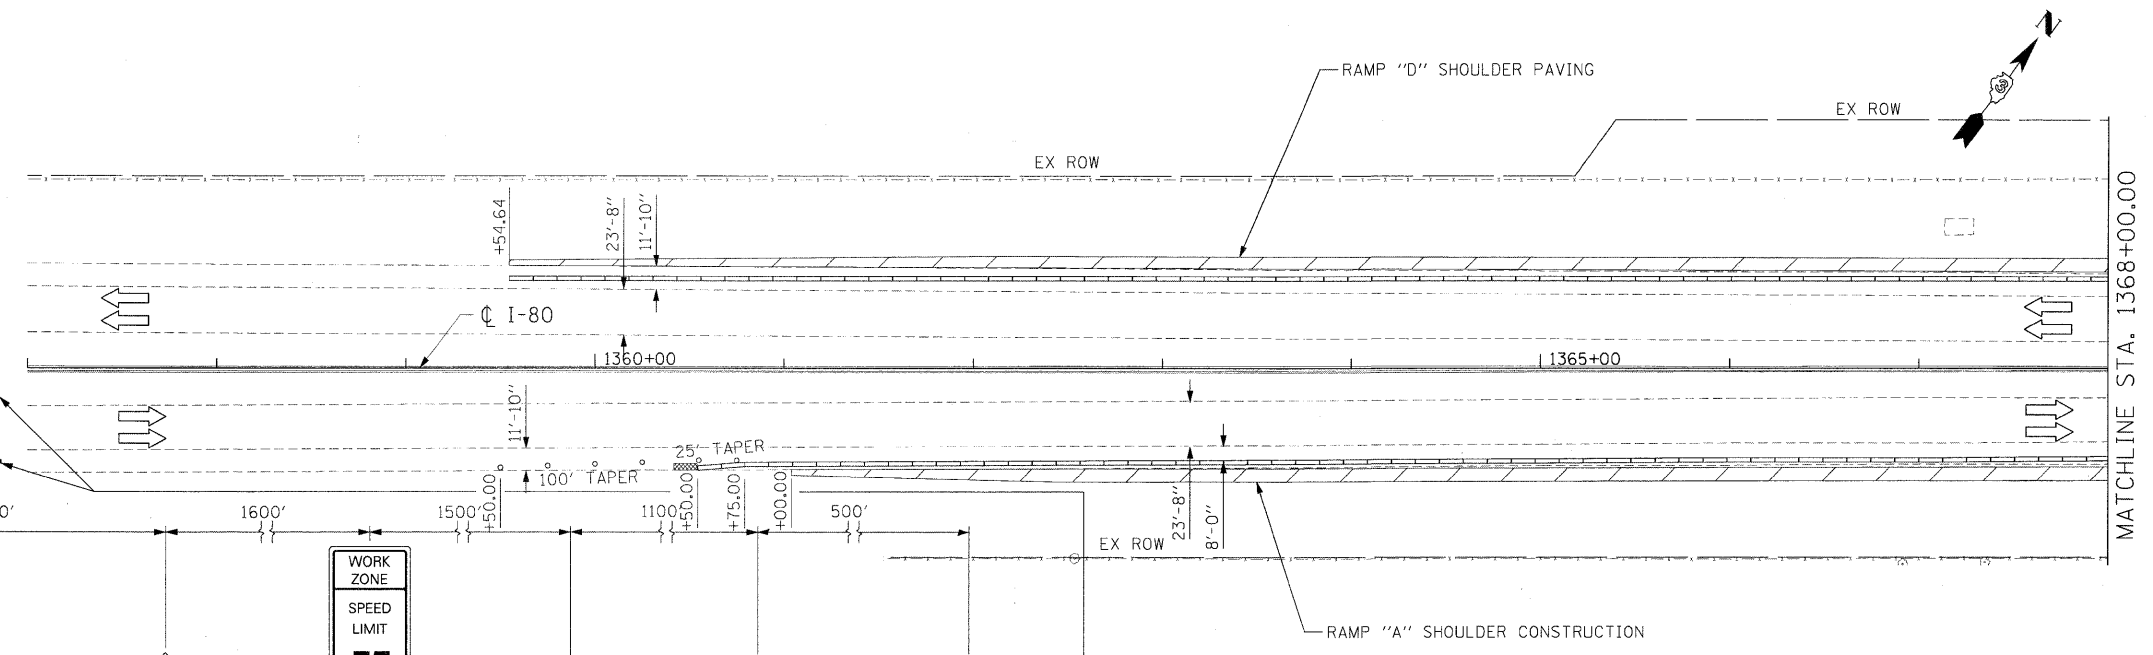 N
3
RAMP "D" SHOULDER PAVING
EX ROW
EX ROW
+54.64
23'-8"
11'-10"
℄ I-80
1360+00
1365+00
MATCHLINE STA. 1368+00.00
11'-10"
25' TAPER
100' TAPER
+50.00
+50.00
+75.00
+00.00
0'
1600'
1500'
1100'
500'
23'-8"
8'-0"
EX ROW
WORK
ZONE
SPEED
LIMIT
RAMP "A" SHOULDER CONSTRUCTION